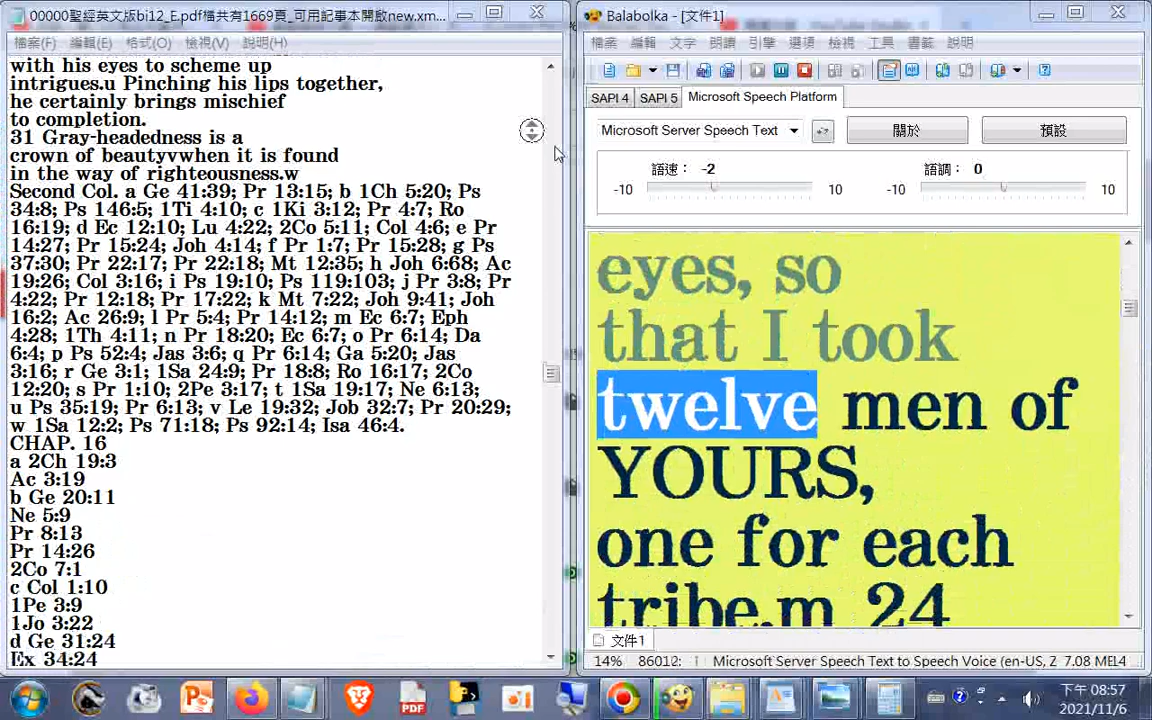 00000聖經英文版bi12_E.pdf檔共有1669頁_可用記事本開啟new.xm...
檔案(F) 編輯(E) 格式(O) 檢視(V) 說明(H)
with his eyes to scheme up
intrigues.u Pinching his lips together,
he certainly brings mischief
to completion.
31 Gray-headedness is a
crown of beautyvwhen it is found
in the way of righteousness.w
Second Col. a Ge 41:39; Pr 13:15; b 1Ch 5:20; Ps
34:8; Ps 146:5; 1Ti 4:10; c 1Ki 3:12; Pr 4:7; Ro
16:19; d Ec 12:10; Lu 4:22; 2Co 5:11; Col 4:6; e Pr
14:27; Pr 15:24; Joh 4:14; f Pr 1:7; Pr 15:28; g Ps
37:30; Pr 22:17; Pr 22:18; Mt 12:35; h Joh 6:68; Ac
19:26; Col 3:16; i Ps 19:10; Ps 119:103; j Pr 3:8; Pr
4:22; Pr 12:18; Pr 17:22; k Mt 7:22; Joh 9:41; Joh
16:2; Ac 26:9; l Pr 5:4; Pr 14:12; m Ec 6:7; Eph
4:28; 1Th 4:11; n Pr 18:20; Ec 6:7; o Pr 6:14; Da
6:4; p Ps 52:4; Jas 3:6; q Pr 6:14; Ga 5:20; Jas
3:16; r Ge 3:1; 1Sa 24:9; Pr 18:8; Ro 16:17; 2Co
12:20; s Pr 1:10; 2Pe 3:17; t 1Sa 19:17; Ne 6:13;
u Ps 35:19; Pr 6:13; v Le 19:32; Job 32:7; Pr 20:29;
w 1Sa 12:2; Ps 71:18; Ps 92:14; Isa 46:4.
CHAP. 16
a 2Ch 19:3
Ac 3:19
b Ge 20:11
Ne 5:9
Pr 8:13
Pr 14:26
2Co 7:1
c Col 1:10
1Pe 3:9
1Jo 3:22
d Ge 31:24
Ex 34:24
Balabolka - [文件1]
檔案 編輯 文字 朗讀 引擎 選項 檢視 工具 書籤 說明
SAPI 4 SAPI 5 Microsoft Speech Platform
Microsoft Server Speech Text 關於 預設
語速： -2 語調： 0
-10 10 -10 10
eyes, so
that I took
twelve men of
YOURS,
one for each
tribe.m 24
文件1
14% 86012: Microsoft Server Speech Text to Speech Voice (en-US, Z 7.08 MEL4
PDF
下午 08:57
2021/11/6